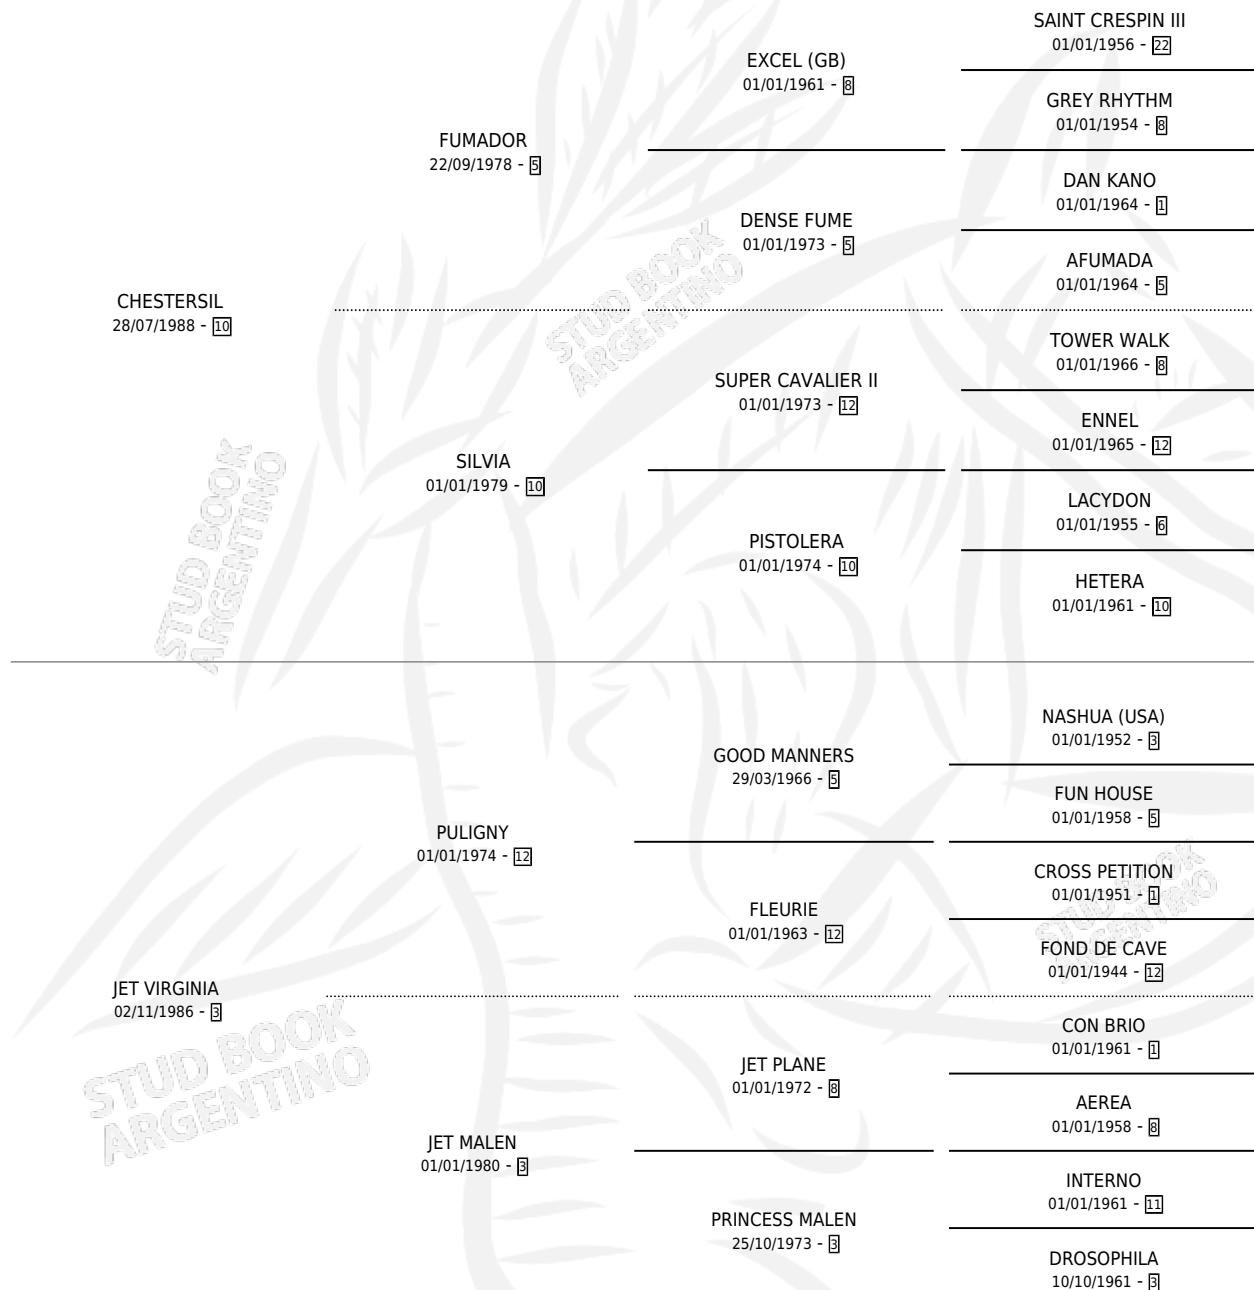 SAINT CRESPIN III
01/01/1956 - 22
EXCEL (GB)
01/01/1961 - 8
GREY RHYTHM
01/01/1954 - 8
FUMADOR
22/09/1978 - 5
DAN KANO
01/01/1964 - 1
DENSE FUME
01/01/1973 - 5
AFUMADA
01/01/1964 - 5
CHESTERSIL
28/07/1988 - 10
STUD BOOK
ARGENTINO
TOWER WALK
01/01/1966 - 8
SUPER CAVALIER II
01/01/1973 - 12
ENNEL
01/01/1965 - 12
SILVIA
01/01/1979 - 10
LACYDON
01/01/1955 - 6
PISTOLERA
01/01/1974 - 10
HETERA
01/01/1961 - 10
STUD BOOK
ARGENTINO
NASHUA (USA)
01/01/1952 - 3
GOOD MANNERS
29/03/1966 - 5
FUN HOUSE
01/01/1958 - 5
PULIGNY
01/01/1974 - 12
CROSS PETITION
01/01/1951 - 1
FLEURIE
01/01/1963 - 12
STUD BOOK
ARGENTINO
FOND DE CAVE
01/01/1944 - 12
JET VIRGINIA
02/11/1986 - 3
CON BRIO
01/01/1961 - 1
JET PLANE
01/01/1972 - 8
AEREA
01/01/1958 - 8
STUD BOOK
ARGENTINO
JET MALEN
01/01/1980 - 3
INTERNO
01/01/1961 - 11
PRINCESS MALEN
25/10/1973 - 3
DROSOPHILA
10/10/1961 - 3